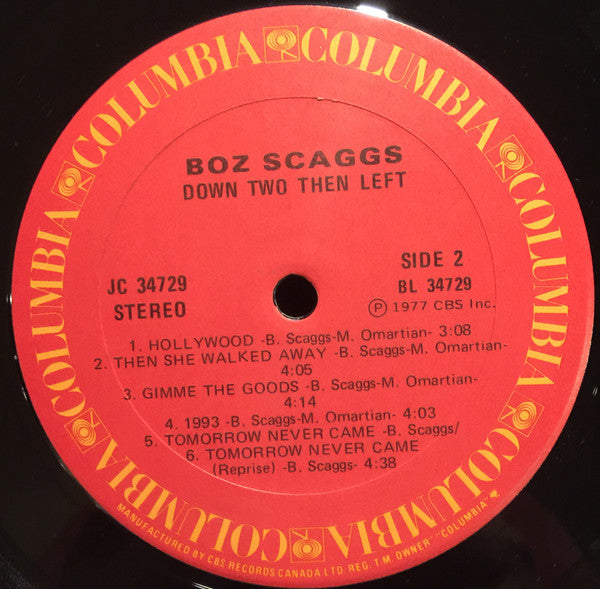 COLUMBIA COLUMBIA COLUMBIA COLUMBIA COLUMBIA COLUMBIA
BOZ SCAGGS
DOWN TWO THEN LEFT
JC 34729
STEREO
SIDE 2
BL 34729
Ⓟ 1977 CBS Inc.
1. HOLLYWOOD -B. Scaggs-M. Omartian- 3:08
2. THEN SHE WALKED AWAY -B. Scaggs-M. Omartian-
4:05
3. GIMME THE GOODS -B. Scaggs-M. Omartian-
4:14
4. 1993 -B. Scaggs-M. Omartian- 4:03
5. TOMORROW NEVER CAME -B. Scaggs/
6. TOMORROW NEVER CAME
(Reprise) -B. Scaggs- 4:38
MANUFACTURED BY CBS RECORDS CANADA LTD. REG. T.M. OWNER "COLUMBIA"